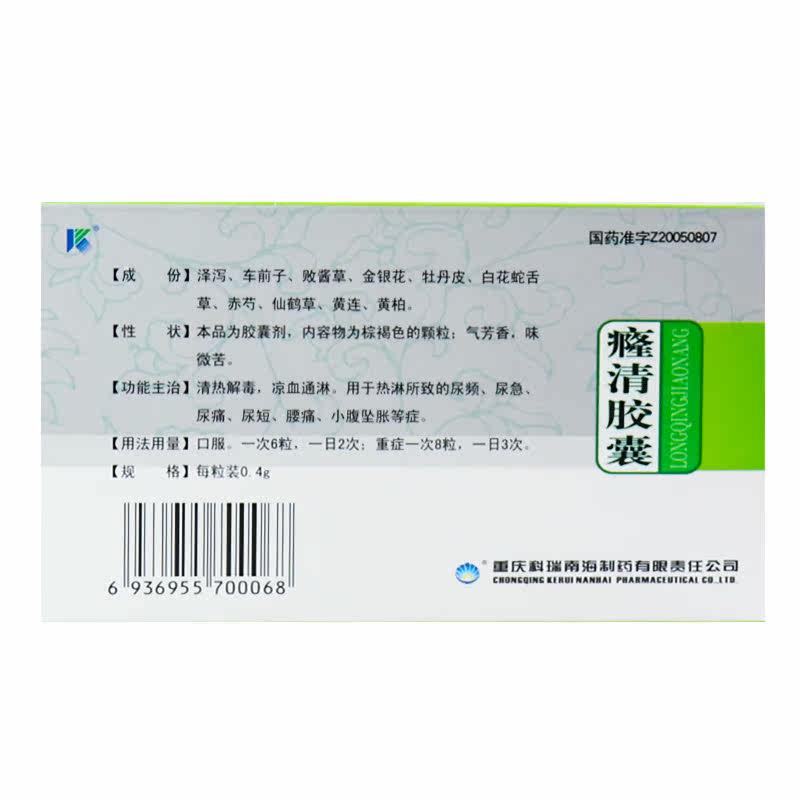 国药准字Z20050807
【成 份】泽泻、车前子、败酱草、金银花、牡丹皮、白花蛇舌
草、赤芍、仙鹤草、黄连、黄柏。
【性 状】本品为胶囊剂，内容物为棕褐色的颗粒；气芳香，味
微苦。
【功能主治】清热解毒，凉血通淋。用于热淋所致的尿频、尿急、
尿痛、尿短、腰痛、小腹坠胀等症。
【用法用量】口服。一次6粒，一日2次；重症一次8粒，一日3次。
【规 格】每粒装0.4g
癃清胶囊
LONGQINGJIAONANG
6 936955 700068
重庆科瑞南海制药有限责任公司
CHONGQING KERUI NANHAI PHARMACEUTICAL CO.,LTD.